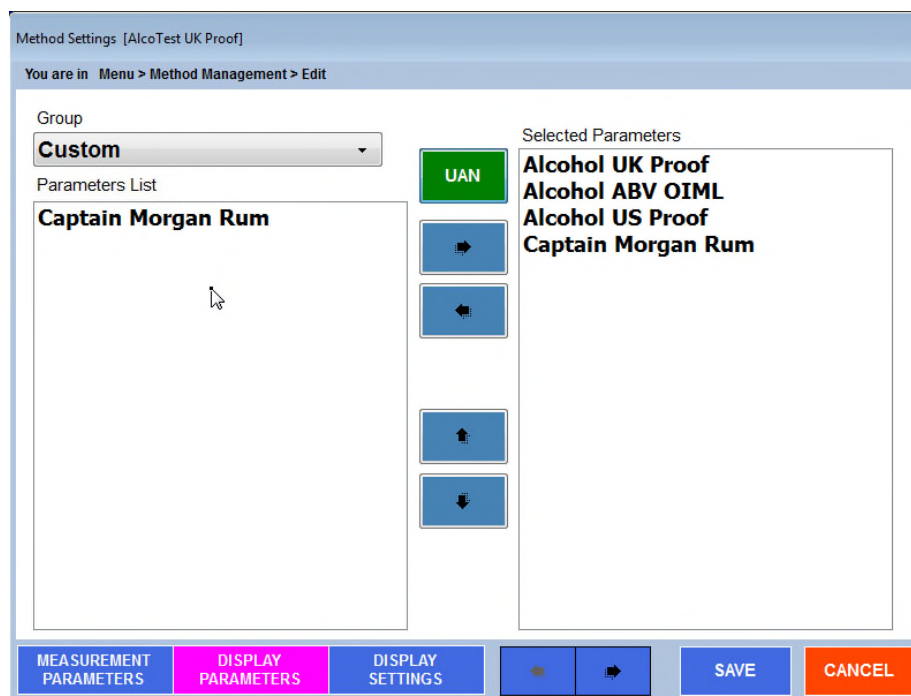 Method Settings [AlcoTest UK Proof]
You are in Menu > Method Management > Edit
Group
Custom
Parameters List
Captain Morgan Rum
UAN
Selected Parameters
Alcohol UK Proof
Alcohol ABV OIML
Alcohol US Proof
Captain Morgan Rum
MEASUREMENT
PARAMETERS
DISPLAY
PARAMETERS
DISPLAY
SETTINGS
SAVE
CANCEL